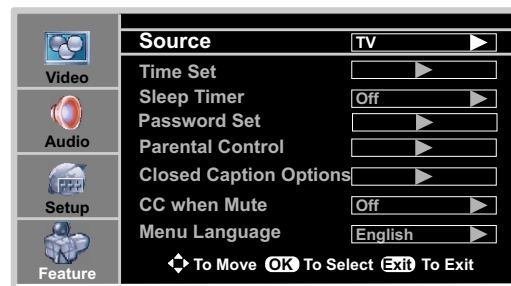 Video
Audio
Setup
Feature
Source TV
Time Set
Sleep Timer Off
Password Set
Parental Control
Closed Caption Options
CC when Mute Off
Menu Language English
To Move OK To Select Exit To Exit